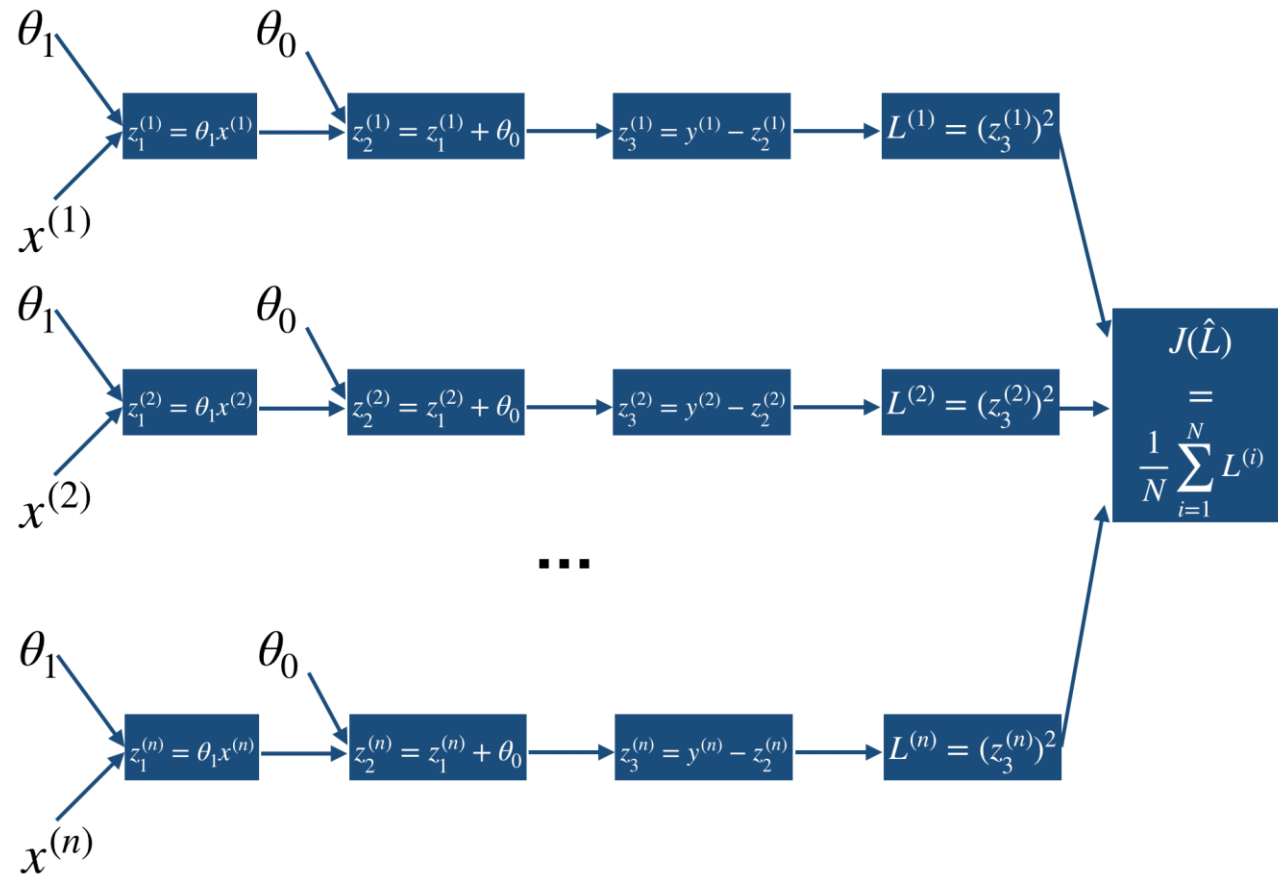 θ₁
θ₀
z₁⁽¹⁾ = θ₁x⁽¹⁾
z₂⁽¹⁾ = z₁⁽¹⁾ + θ₀
z₃⁽¹⁾ = y⁽¹⁾ − z₂⁽¹⁾
L⁽¹⁾ = (z₃⁽¹⁾)²
x⁽¹⁾
θ₁
θ₀
z₁⁽²⁾ = θ₁x⁽²⁾
z₂⁽²⁾ = z₁⁽²⁾ + θ₀
z₃⁽²⁾ = y⁽²⁾ − z₂⁽²⁾
L⁽²⁾ = (z₃⁽²⁾)²
J(L̂)
=
1/N ∑ᵢ₌₁ᴺ L⁽ⁱ⁾
x⁽²⁾
...
θ₁
θ₀
z₁⁽ⁿ⁾ = θ₁x⁽ⁿ⁾
z₂⁽ⁿ⁾ = z₁⁽ⁿ⁾ + θ₀
z₃⁽ⁿ⁾ = y⁽ⁿ⁾ − z₂⁽ⁿ⁾
L⁽ⁿ⁾ = (z₃⁽ⁿ⁾)²
x⁽ⁿ⁾